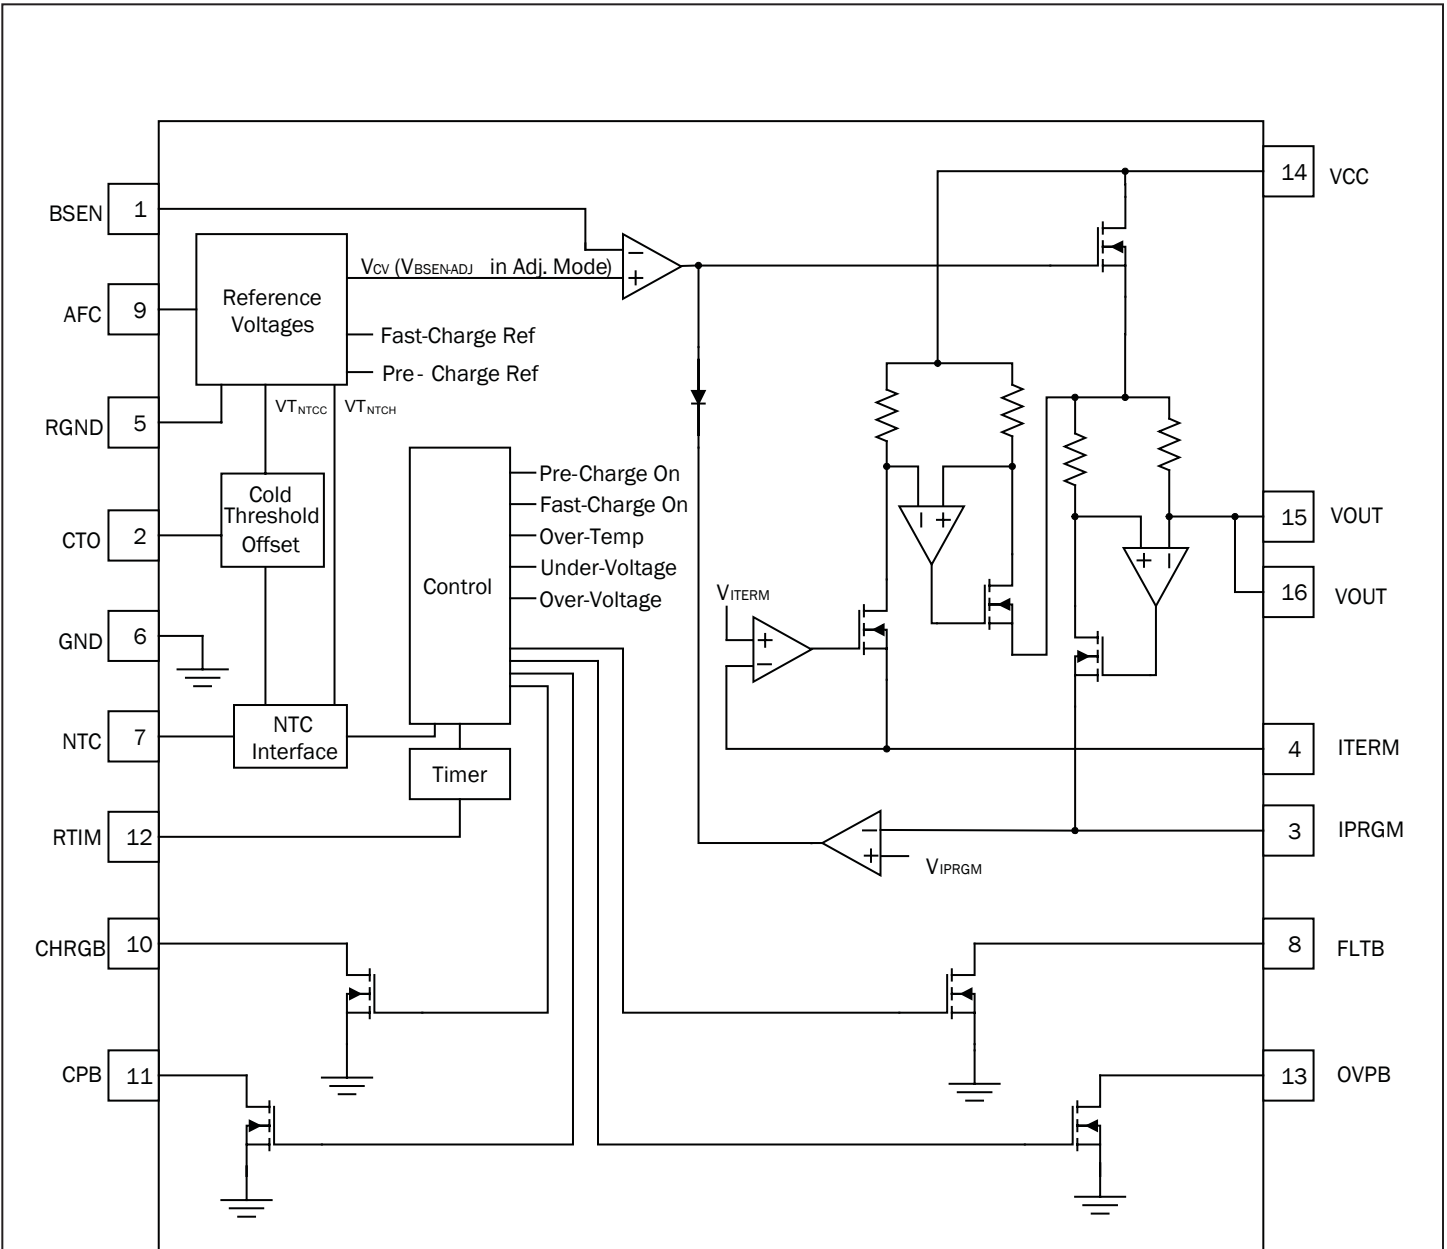 14 VCC
BSEN 1
VCV (VBSEN-ADJ in Adj. Mode)
−
+
Reference
Voltages
AFC 9
Fast-Charge Ref
Pre- Charge Ref
VTNTCC VTNTCH
RGND 5
Pre-Charge On
Cold
Threshold
Offset
Fast-Charge On
15 VOUT
− +
CTO 2
Over-Temp
+ −
Control
Under-Voltage
VITERM
Over-Voltage
16 VOUT
GND 6
+
−
NTC 7
NTC
Interface
4 ITERM
Timer
RTIM 12
−
3 IPRGM
+
VIPRGM
CHRGB 10
8 FLTB
CPB 11
13 OVPB